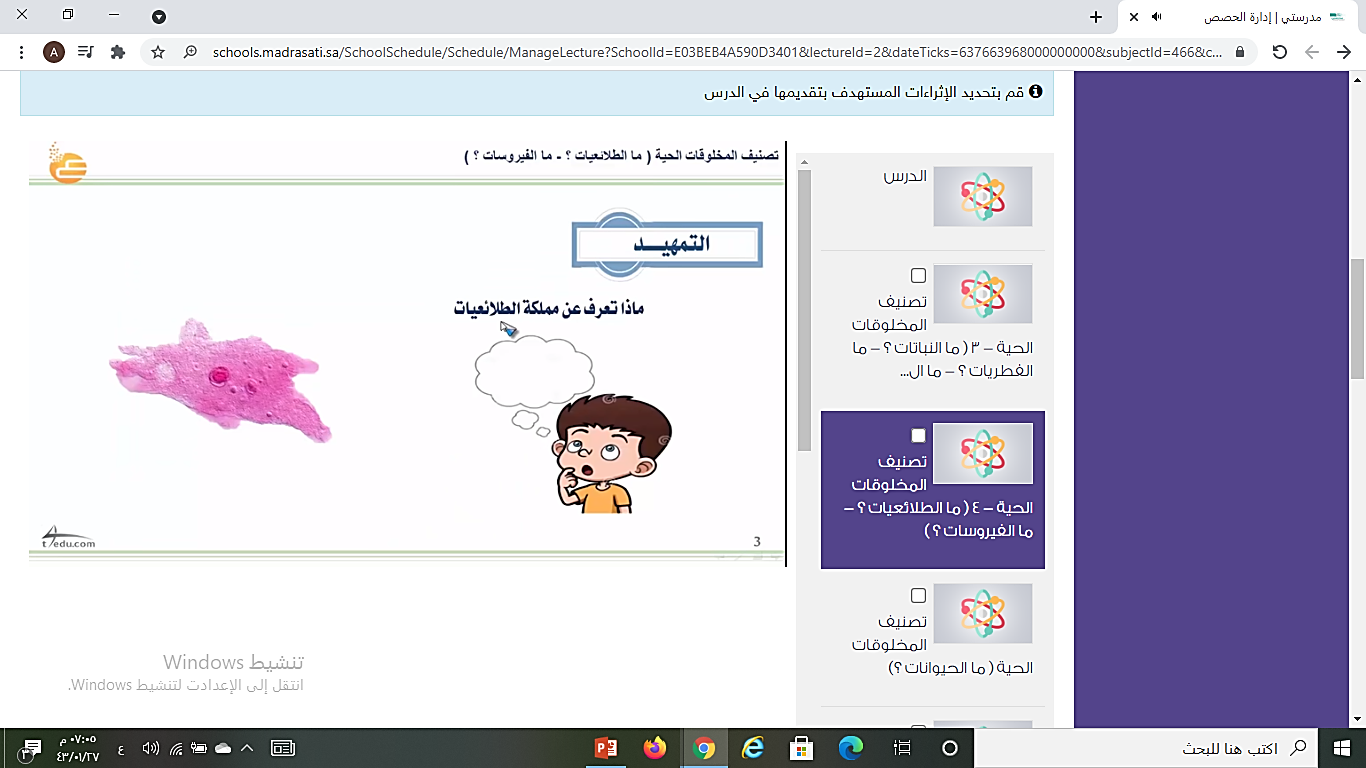 مدرستي | إدارة الحصص
schools.madrasati.sa/SchoolSchedule/Schedule/ManageLecture?SchoolId=E03BEB4A590D3401&lectureId=2&dateTicks=637663968000000000&subjectId=466&c...
A
قم بتحديد الإثراءات المستهدف بتقديمها في الدرس
تصنيف المخلوقات الحية ( ما الطلائعيات ؟ - ما الفيروسات ؟ )
التمهيــــد
ماذا تعرف عن مملكة الطلائعيات
t4edu.com
3
الدرس
تصنيف
المخلوقات
الحية – ٣ ( ما النباتات ؟ – ما
الفطريات ؟ – ما ال...
تصنيف
المخلوقات
الحية – ٤ ( ما الطلائعيات ؟ –
ما الفيروسات ؟ )
تصنيف
المخلوقات
الحية ( ما الحيوانات ؟)
تنشيط Windows
انتقل إلى الإعدادت لتنشيط Windows.
اكتب هنا للبحث
ع
٠٧:٠٥ م
٤٣/٠١/٢٧
٣